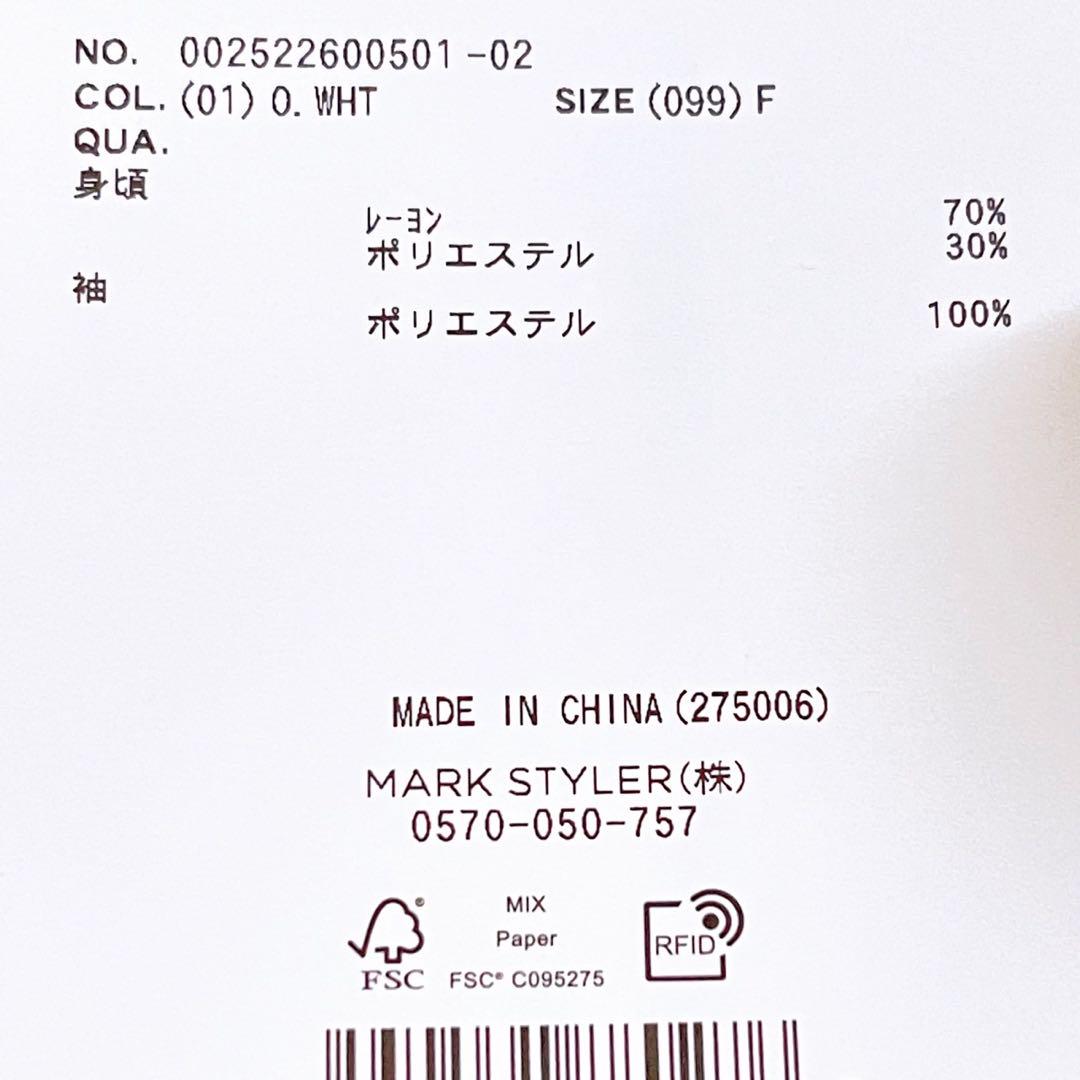 NO. 002522600501-02
COL. (01) O. WHT SIZE (099) F
QUA.
身頃
ﾚｰﾖﾝ 70%
ポリエステル 30%
袖
ポリエステル 100%
MADE IN CHINA (275006)
MARK STYLER(株)
0570-050-757
MIX
Paper
FSC® C095275
FSC
RFID